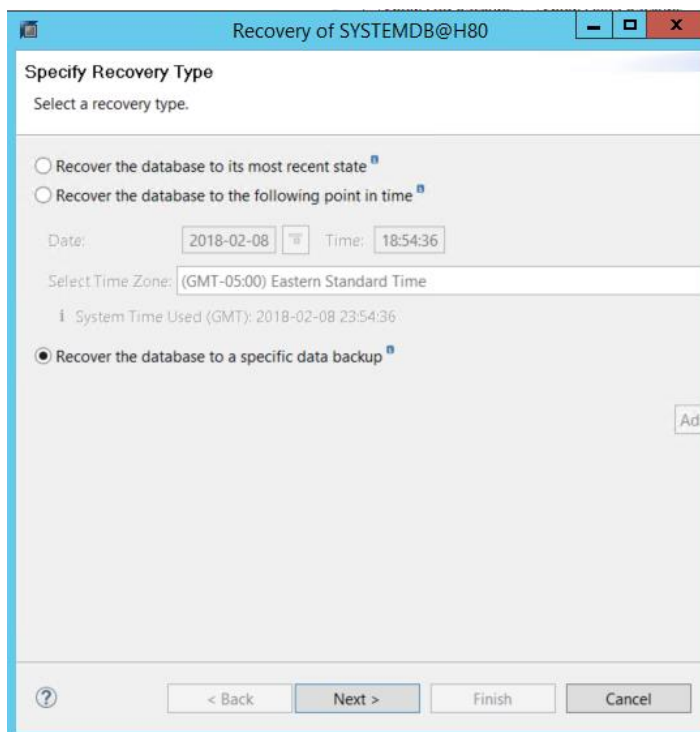 Recovery of SYSTEMDB@H80
Specify Recovery Type
Select a recovery type.
Recover the database to its most recent state
Recover the database to the following point in time
Date: 2018-02-08 Time: 18:54:36
Select Time Zone: (GMT-05:00) Eastern Standard Time
i System Time Used (GMT): 2018-02-08 23:54:36
Recover the database to a specific data backup
Ad
? < Back Next > Finish Cancel